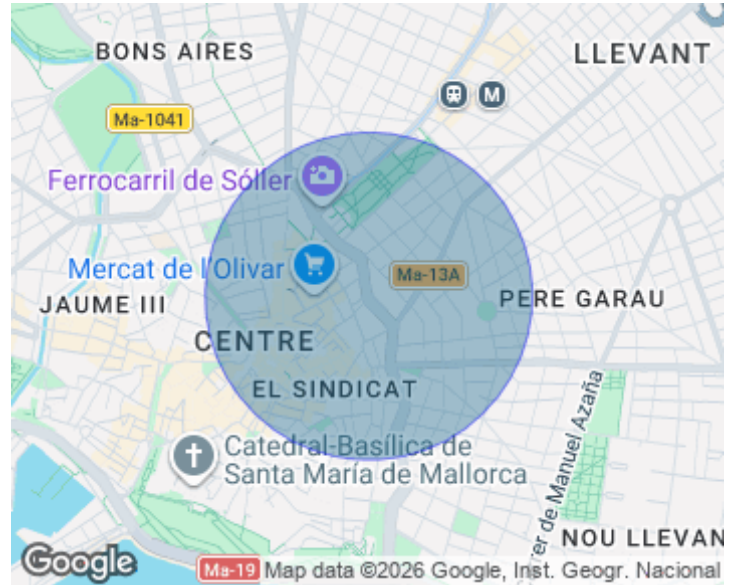 BONS AIRES
LLEVANT
M
Ma-1041
Ferrocarril de Sóller
Mercat de l'Olivar
Ma-13A
JAUME III
PERE GARAU
CENTRE
EL SINDICAT
Catedral-Basílica de
Santa María de Mallorca
rer de Manuel Azaña
NOU LLEVAN
Google
Ma-19
Map data ©2026 Google, Inst. Geogr. Nacional